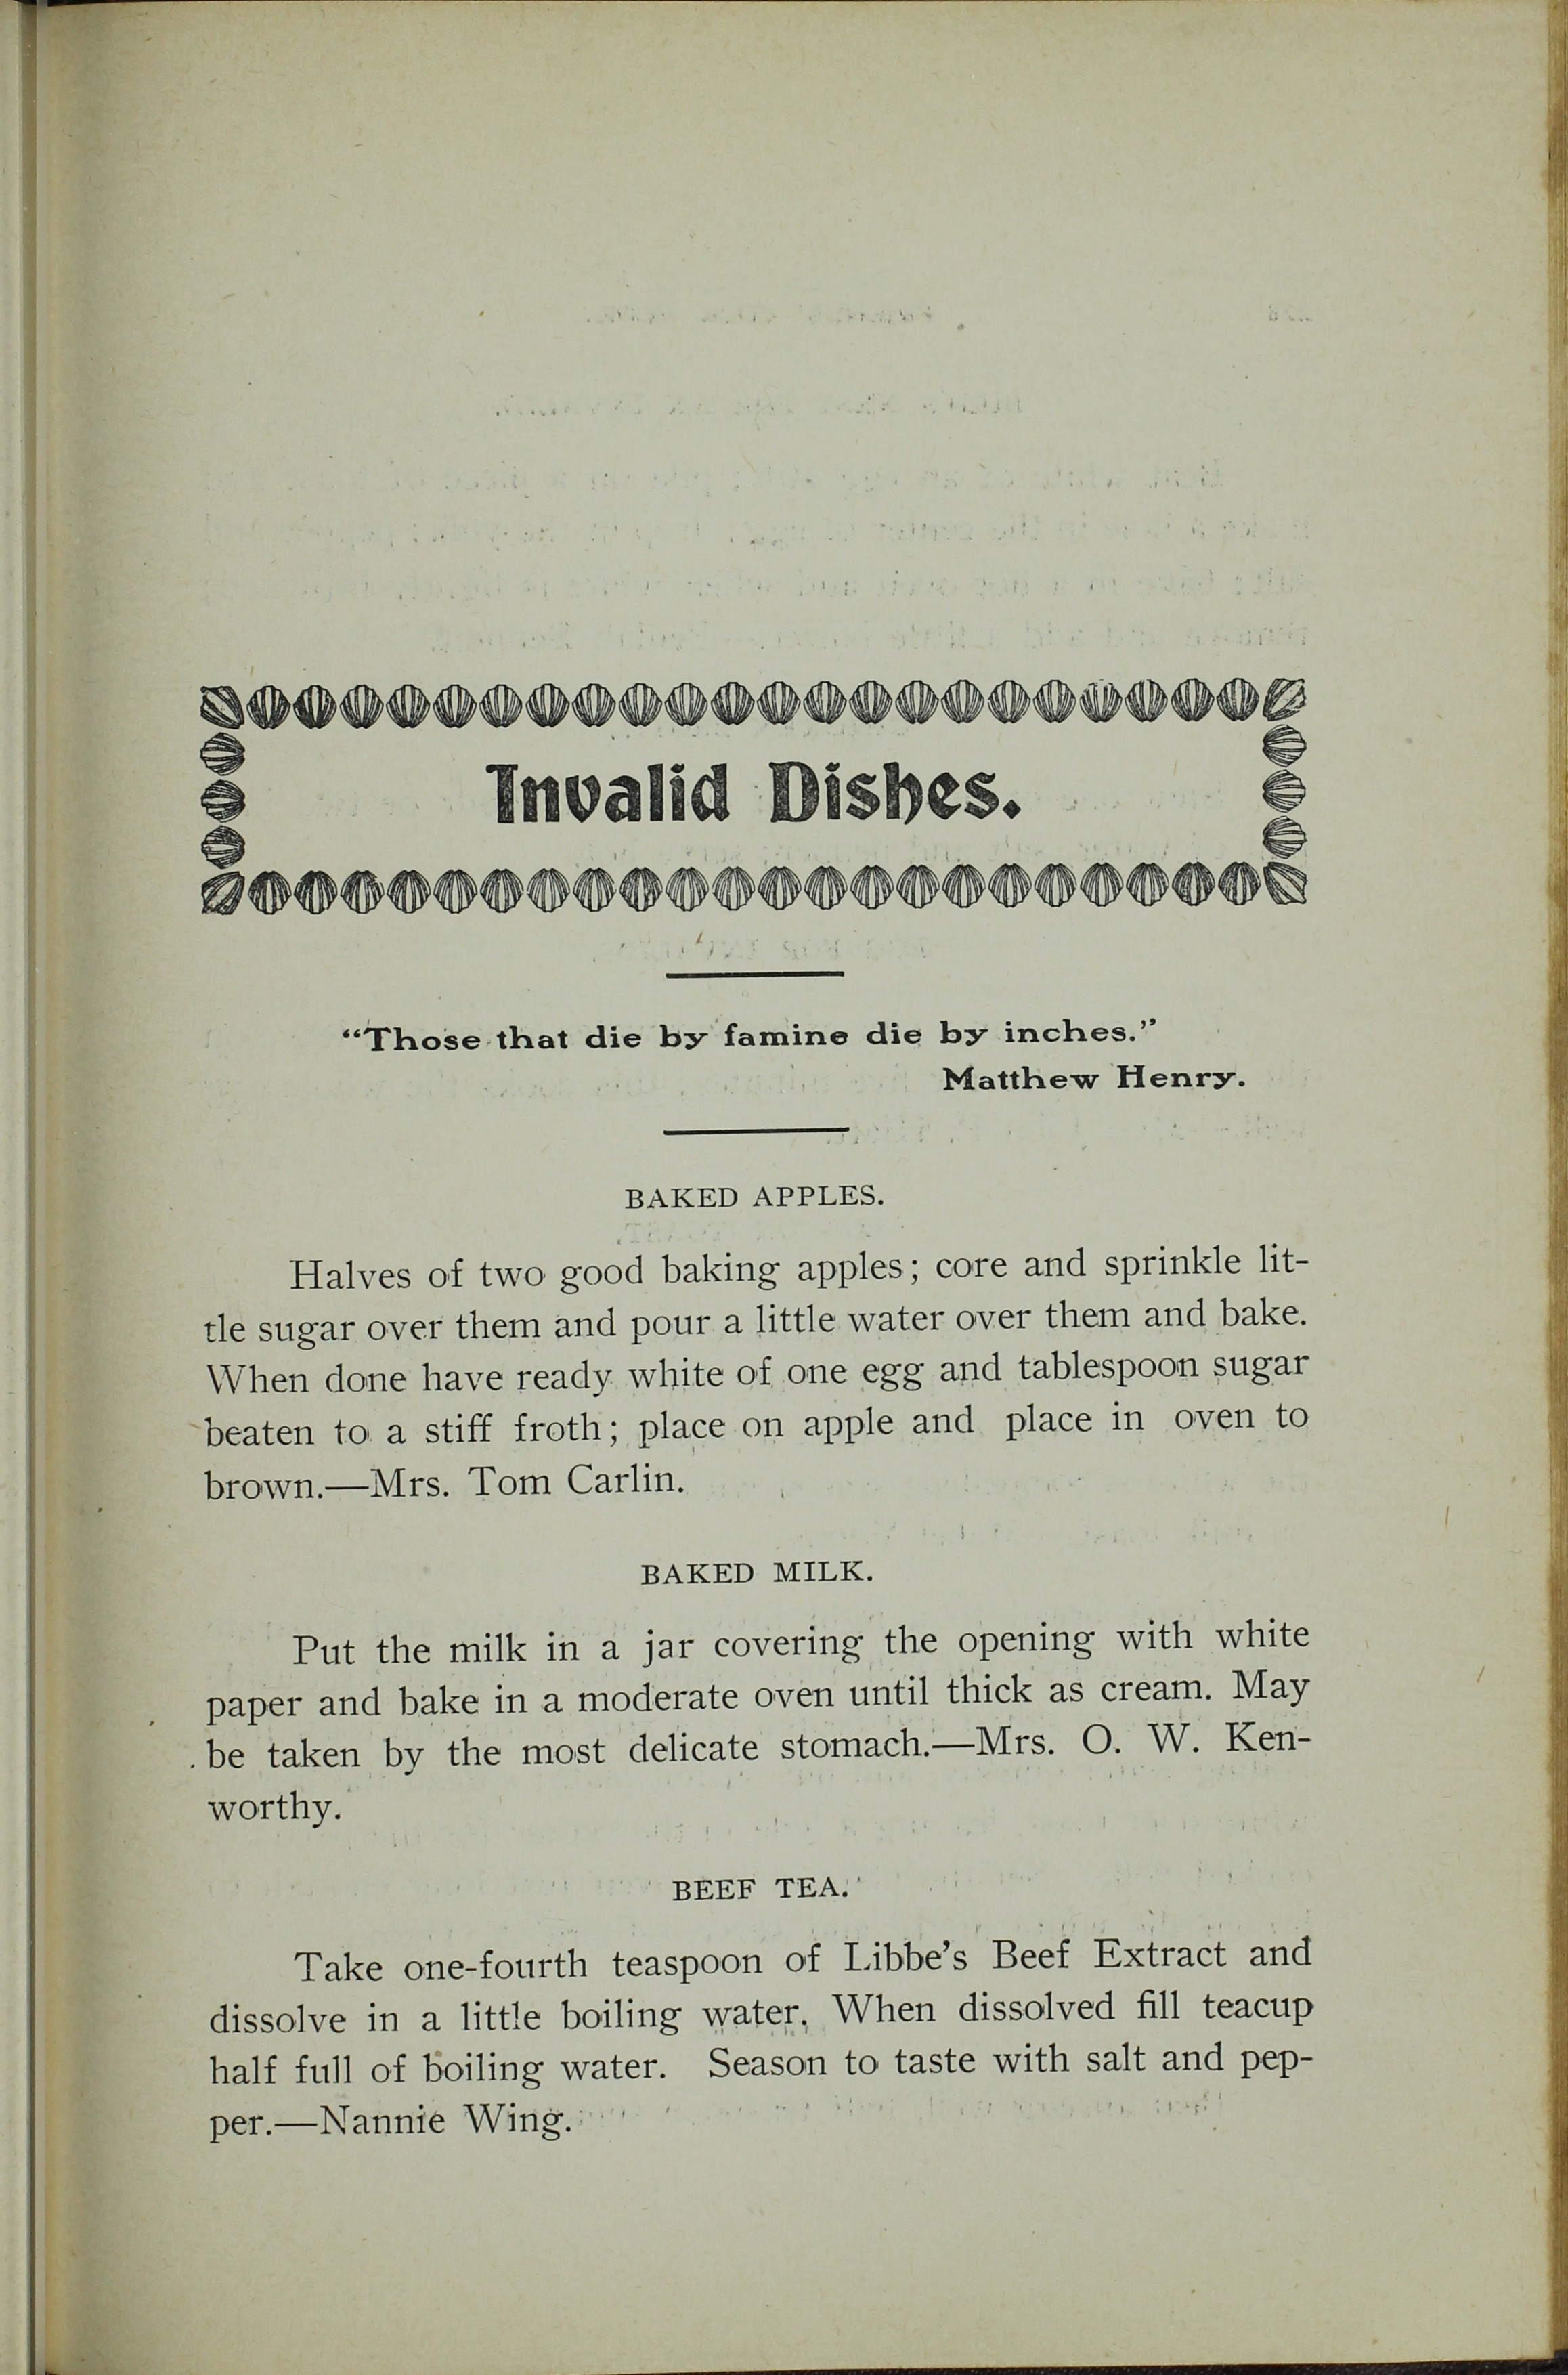 Invalid Dishes.
“Those that die by famine die by inches.”
Matthew Henry.
BAKED APPLES.
Halves of two good baking apples; core and sprinkle lit-
tle sugar over them and pour a little water over them and bake.
When done have ready white of one egg and tablespoon sugar
beaten to a stiff froth; place on apple and place in oven to
brown.—Mrs. Tom Carlin.
BAKED MILK.
Put the milk in a jar covering the opening with white
paper and bake in a moderate oven until thick as cream. May
be taken by the most delicate stomach.—Mrs. O. W. Ken-
worthy.
BEEF TEA.
Take one-fourth teaspoon of Libbe’s Beef Extract and
dissolve in a little boiling water. When dissolved fill teacup
half full of boiling water. Season to taste with salt and pep-
per.—Nannie Wing.